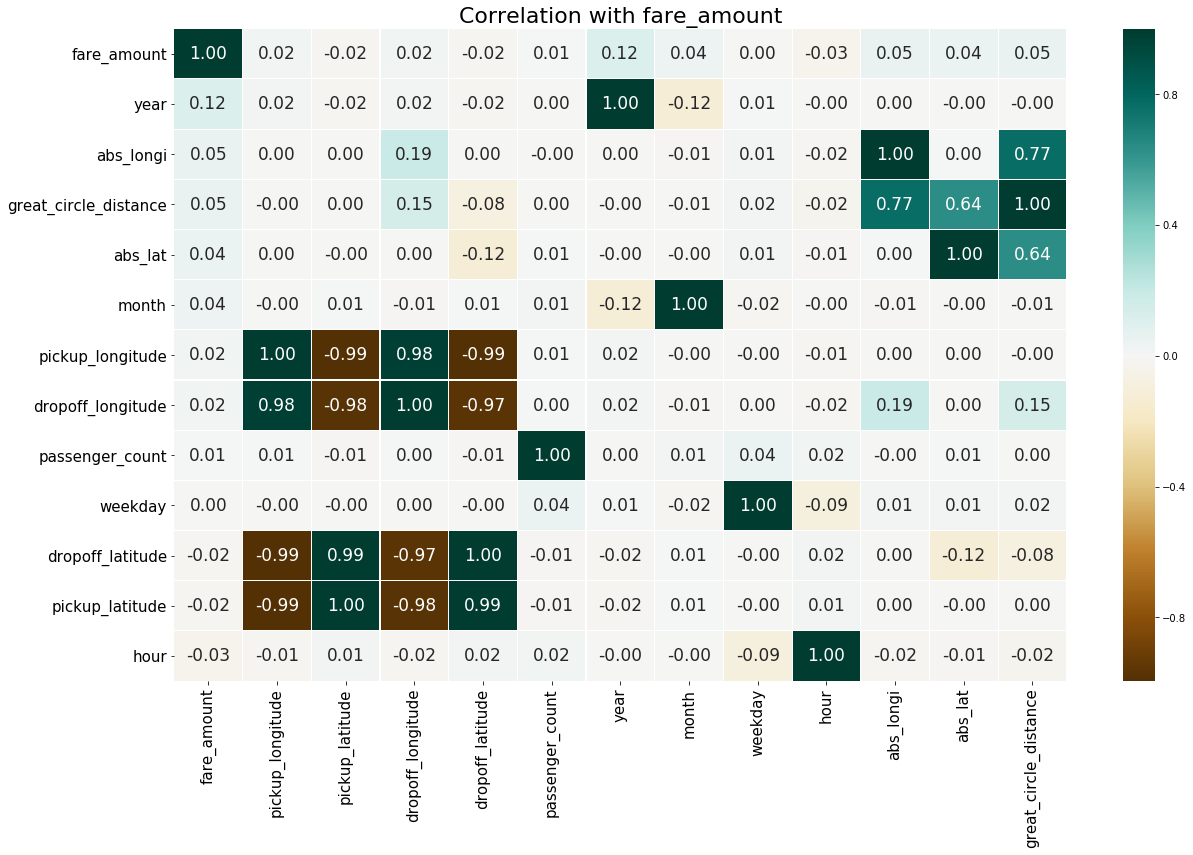 Correlation with fare_amount
fare_amount 1.00 0.02 -0.02 0.02 -0.02 0.01 0.12 0.04 0.00 -0.03 0.05 0.04 0.05
year 0.12 0.02 -0.02 0.02 -0.02 0.00 1.00 -0.12 0.01 -0.00 0.00 -0.00 -0.00
abs_longi 0.05 0.00 0.00 0.19 0.00 -0.00 0.00 -0.01 0.01 -0.02 1.00 0.00 0.77
great_circle_distance 0.05 -0.00 0.00 0.15 -0.08 0.00 -0.00 -0.01 0.02 -0.02 0.77 0.64 1.00
abs_lat 0.04 0.00 -0.00 0.00 -0.12 0.01 -0.00 -0.00 0.01 -0.01 0.00 1.00 0.64
month 0.04 -0.00 0.01 -0.01 0.01 0.01 -0.12 1.00 -0.02 -0.00 -0.01 -0.00 -0.01
pickup_longitude 0.02 1.00 -0.99 0.98 -0.99 0.01 0.02 -0.00 -0.00 -0.01 0.00 0.00 -0.00
dropoff_longitude 0.02 0.98 -0.98 1.00 -0.97 0.00 0.02 -0.01 0.00 -0.02 0.19 0.00 0.15
passenger_count 0.01 0.01 -0.01 0.00 -0.01 1.00 0.00 0.01 0.04 0.02 -0.00 0.01 0.00
weekday 0.00 -0.00 -0.00 0.00 -0.00 0.04 0.01 -0.02 1.00 -0.09 0.01 0.01 0.02
dropoff_latitude -0.02 -0.99 0.99 -0.97 1.00 -0.01 -0.02 0.01 -0.00 0.02 0.00 -0.12 -0.08
pickup_latitude -0.02 -0.99 1.00 -0.98 0.99 -0.01 -0.02 0.01 -0.00 0.01 0.00 -0.00 0.00
hour -0.03 -0.01 0.01 -0.02 0.02 0.02 -0.00 -0.00 -0.09 1.00 -0.02 -0.01 -0.02
fare_amount pickup_longitude pickup_latitude dropoff_longitude dropoff_latitude passenger_count year month weekday hour abs_longi abs_lat great_circle_distance
0.8
0.4
0.0
−0.4
−0.8